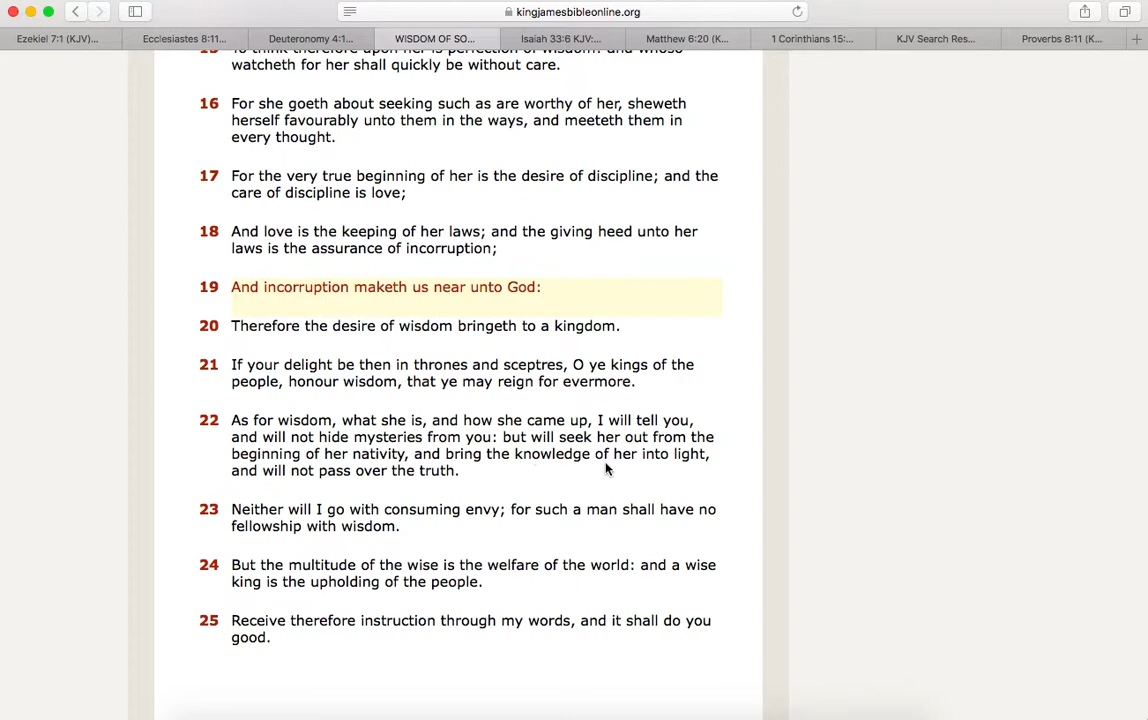 kingjamesbibleonline.org
Ezekiel 7:1 (KJV)...
Ecclesiastes 8:11...
Deuteronomy 4:1...
WISDOM OF SO...
Isaiah 33:6 KJV:...
Matthew 6:20 (K...
1 Corinthians 15:...
KJV Search Res...
Proverbs 8:11 (K...
15 To think therefore upon her is perfection of wisdom: and whoso
watcheth for her shall quickly be without care.
16 For she goeth about seeking such as are worthy of her, sheweth
herself favourably unto them in the ways, and meeteth them in
every thought.
17 For the very true beginning of her is the desire of discipline; and the
care of discipline is love;
18 And love is the keeping of her laws; and the giving heed unto her
laws is the assurance of incorruption;
19 And incorruption maketh us near unto God:
20 Therefore the desire of wisdom bringeth to a kingdom.
21 If your delight be then in thrones and sceptres, O ye kings of the
people, honour wisdom, that ye may reign for evermore.
22 As for wisdom, what she is, and how she came up, I will tell you,
and will not hide mysteries from you: but will seek her out from the
beginning of her nativity, and bring the knowledge of her into light,
and will not pass over the truth.
23 Neither will I go with consuming envy; for such a man shall have no
fellowship with wisdom.
24 But the multitude of the wise is the welfare of the world: and a wise
king is the upholding of the people.
25 Receive therefore instruction through my words, and it shall do you
good.